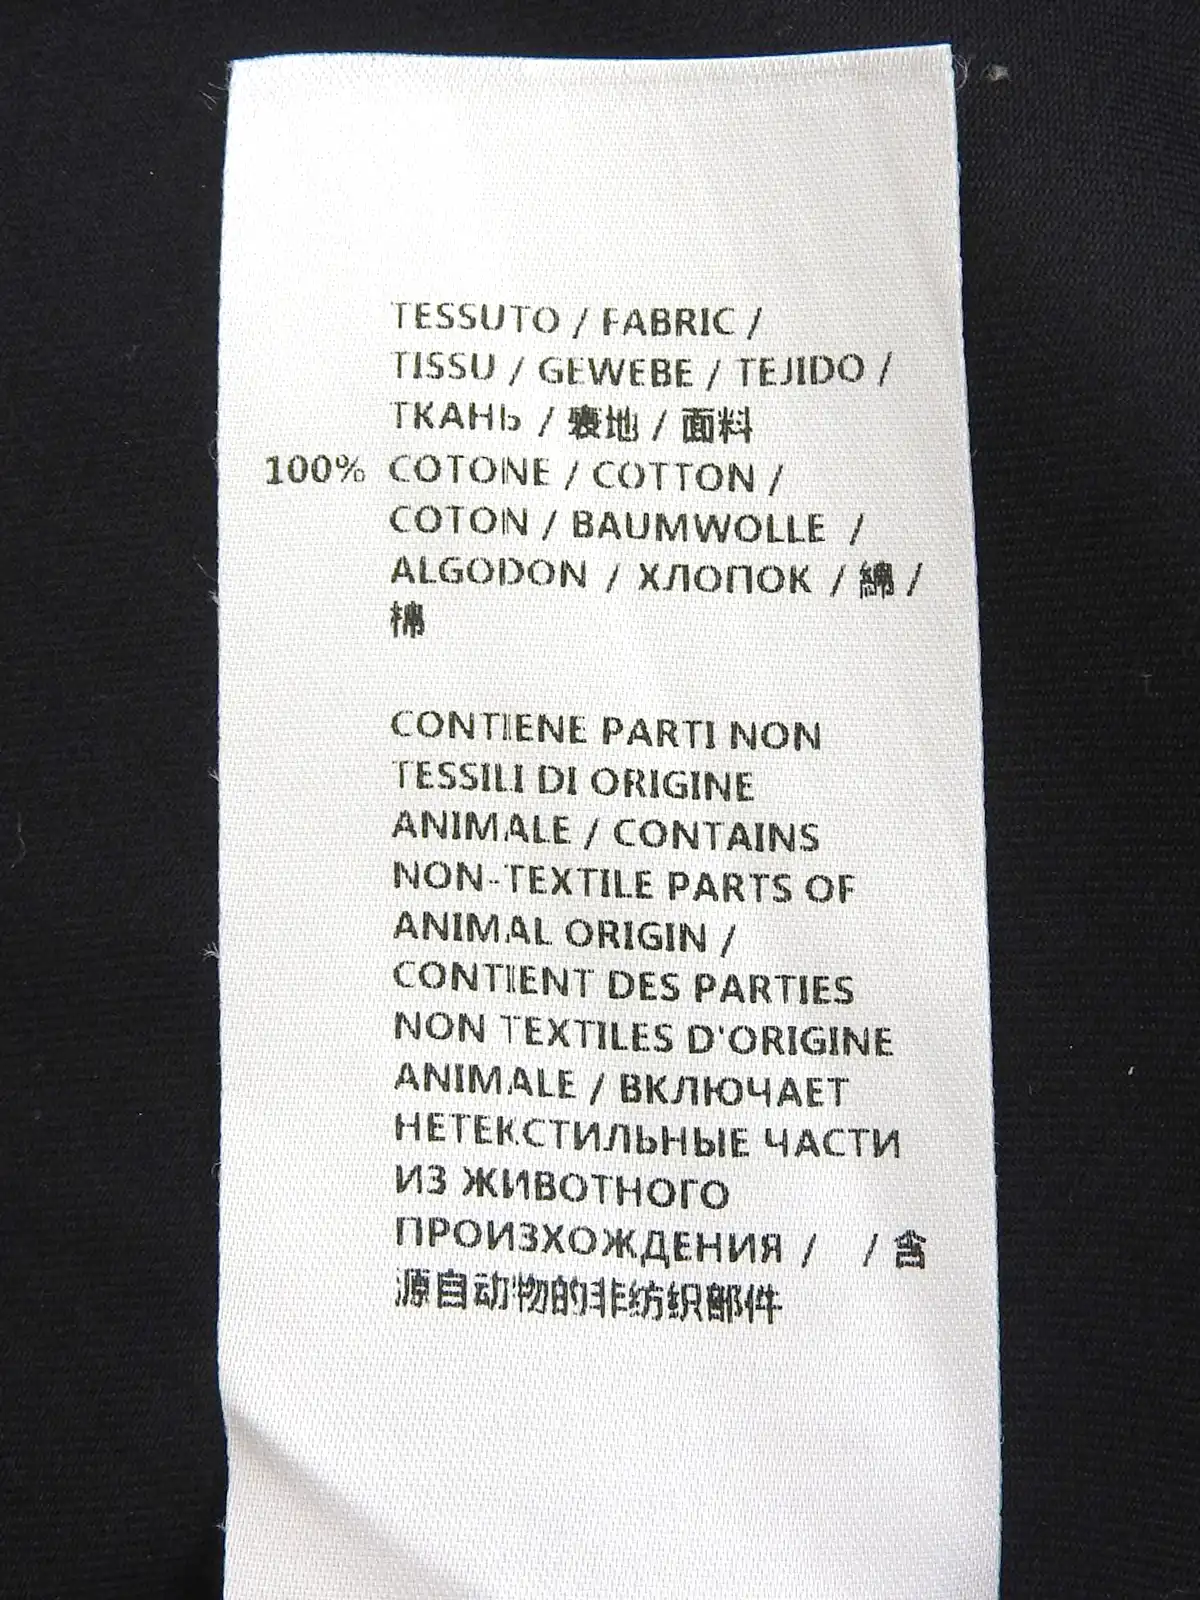 TESSUTO / FABRIC /
TISSU / GEWEBE / TEJIDO /
ТКАНЬ / 裏地 / 面料
100% COTONE / COTTON /
COTON / BAUMWOLLE /
ALGODON / ХЛОПОК / 綿 /
棉
CONTIENE PARTI NON
TESSILI DI ORIGINE
ANIMALE / CONTAINS
NON-TEXTILE PARTS OF
ANIMAL ORIGIN /
CONTIENT DES PARTIES
NON TEXTILES D'ORIGINE
ANIMALE / ВКЛЮЧАЕТ
НЕТЕКСТИЛЬНЫЕ ЧАСТИ
ИЗ ЖИВОТНОГО
ПРОИЗХОЖДЕНИЯ / / 含
源自动物的非纺织部件